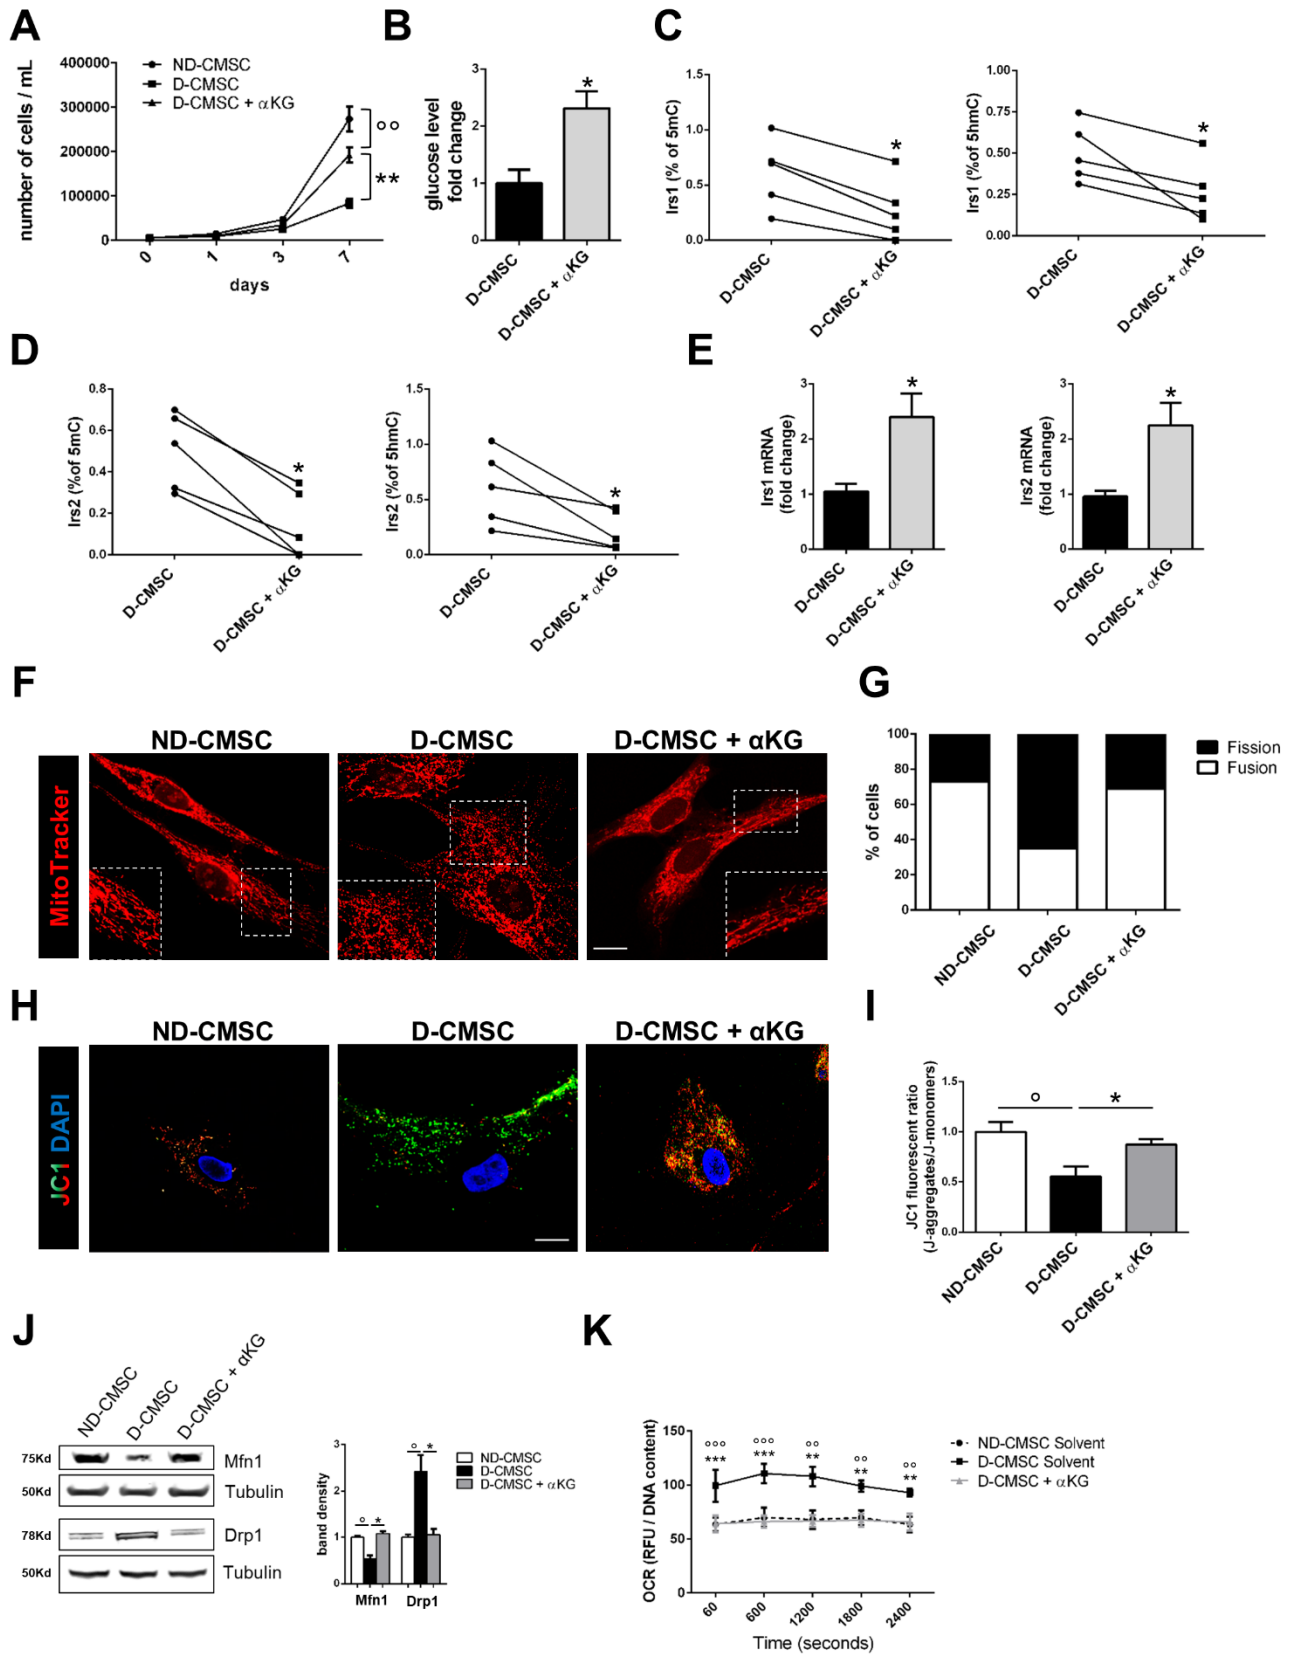 A
number of cells / mL
400000
300000
200000
100000
0
ND-CMSC
D-CMSC
D-CMSC + αKG
°°
**
0 1 3 7
days
B
glucose level
fold change
3
2
1
0
*
D-CMSC
D-CMSC + αKG
C
Irs1 (% of 5mC)
1.5
1.0
0.5
0.0
*
D-CMSC
D-CMSC + αKG
Irs1 (%of 5hmC)
1.00
0.75
0.50
0.25
0.00
*
D-CMSC
D-CMSC + αKG
D
Irs2 (%of 5mC)
0.8
0.6
0.4
0.2
0.0
*
D-CMSC
D-CMSC + αKG
Irs2 (%of 5hmC)
1.5
1.0
0.5
0.0
*
D-CMSC
D-CMSC + αKG
E
Irs1 mRNA
(fold change)
3
2
1
0
*
D-CMSC
D-CMSC + αKG
Irs2 mRNA
(fold change)
3
2
1
0
*
D-CMSC
D-CMSC + αKG
F
ND-CMSC
D-CMSC
D-CMSC + αKG
MitoTracker
G
% of cells
100
80
60
40
20
0
Fission
Fusion
ND-CMSC
D-CMSC
D-CMSC + αKG
H
ND-CMSC
D-CMSC
D-CMSC + αKG
JC1 DAPI
I
JC1 fluorescent ratio
(J-aggregates/J-monomers)
1.5
1.0
0.5
0.0
°
*
ND-CMSC
D-CMSC
D-CMSC + αKG
J
ND-CMSC
D-CMSC
D-CMSC + αKG
75Kd Mfn1
50Kd Tubulin
78Kd Drp1
50Kd Tubulin
band density
3
2
1
0
° *
° *
ND-CMSC
D-CMSC
D-CMSC + αKG
Mfn1 Drp1
K
OCR (RFU / DNA content)
150
100
50
0
°°° °°° °° °° °°
*** *** ** ** **
ND-CMSC Solvent
D-CMSC Solvent
D-CMSC + αKG
60 600 1200 1800 2400
Time (seconds)